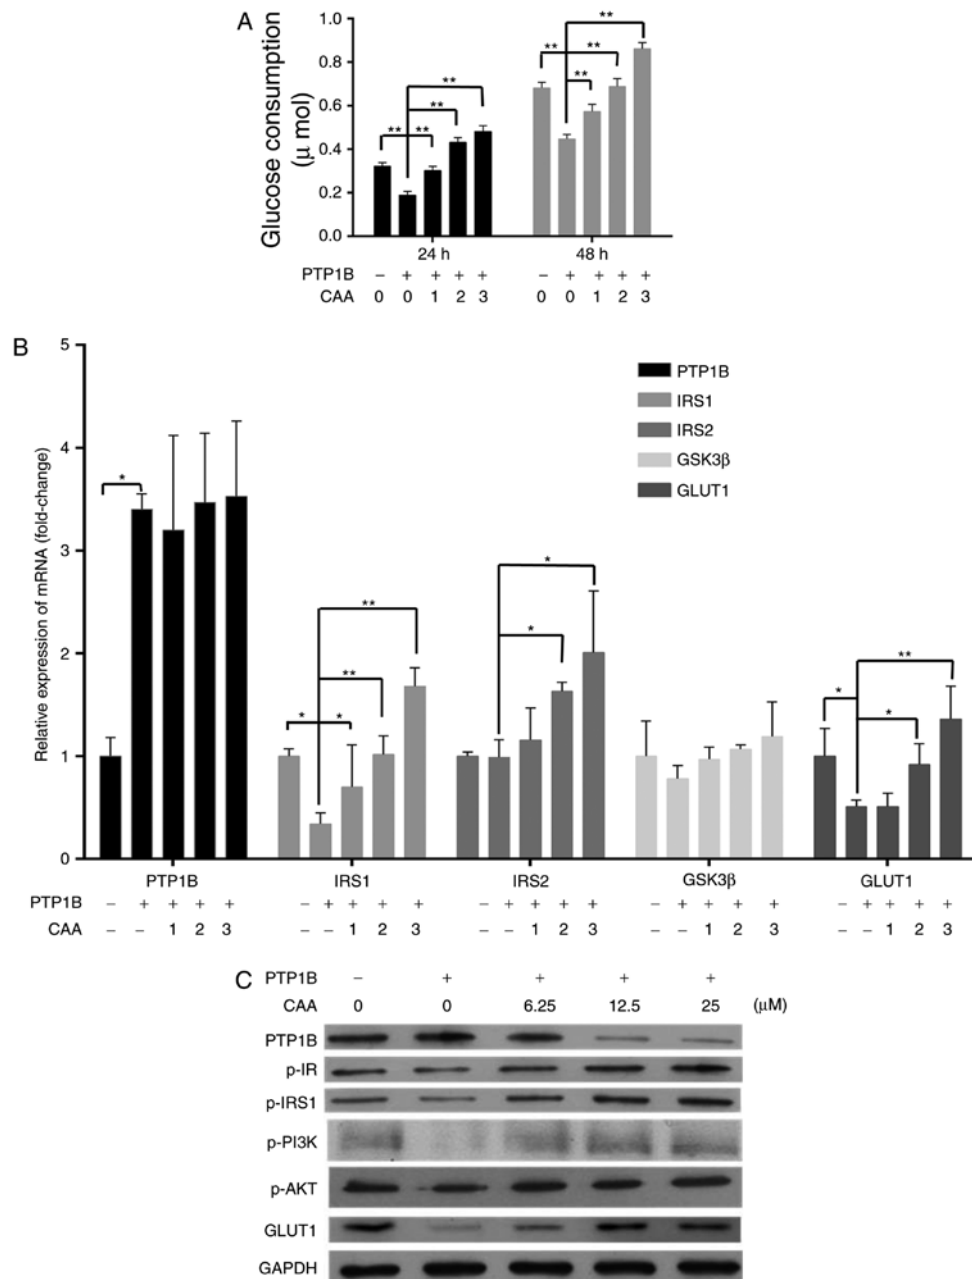 A
Glucose consumption
(μ mol)
1.0
0.8
0.6
0.4
0.2
0.0
** ** ** **
** ** ** **
24 h 48 h
PTP1B − + + + + − + + + +
CAA 0 0 1 2 3 0 0 1 2 3
B
Relative expression of mRNA (fold-change)
5
4
3
2
1
0
PTP1B
IRS1
IRS2
GSK3β
GLUT1
*
* * ** **
* *
* * **
PTP1B IRS1 IRS2 GSK3β GLUT1
PTP1B − + + + + − + + + + − + + + + − + + + + − + + + +
CAA − − 1 2 3 − − 1 2 3 − − 1 2 3 − − 1 2 3 − − 1 2 3
C
PTP1B − + + + +
CAA 0 0 6.25 12.5 25 (μM)
PTP1B
p-IR
p-IRS1
p-PI3K
p-AKT
GLUT1
GAPDH